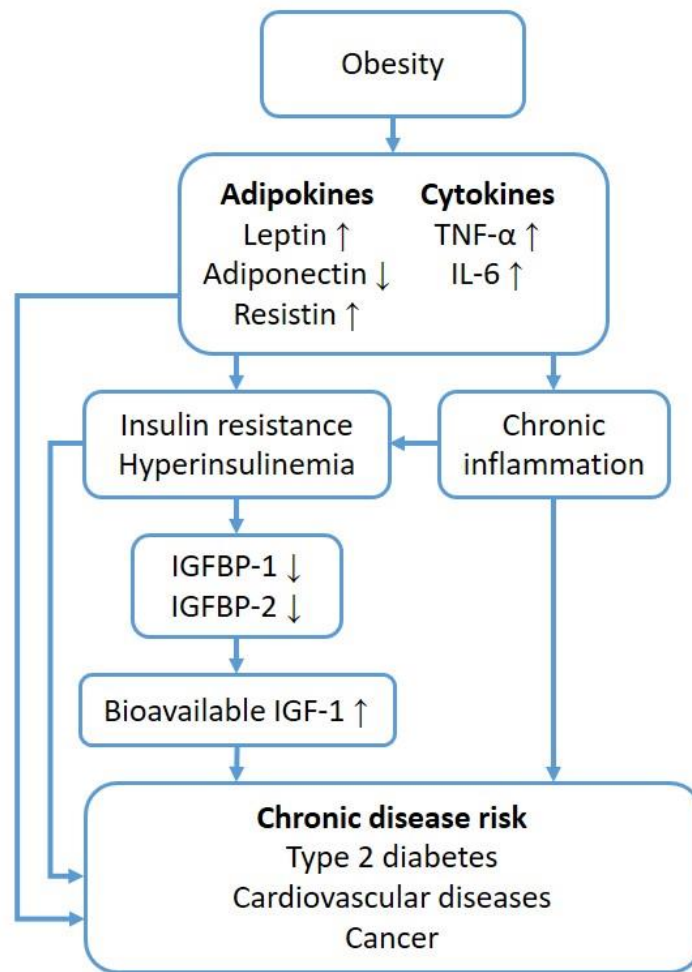 Obesity
Adipokines
Leptin ↑
Adiponectin ↓
Resistin ↑
Cytokines
TNF-α ↑
IL-6 ↑
Insulin resistance
Hyperinsulinemia
Chronic
inflammation
IGFBP-1 ↓
IGFBP-2 ↓
Bioavailable IGF-1 ↑
Chronic disease risk
Type 2 diabetes
Cardiovascular diseases
Cancer